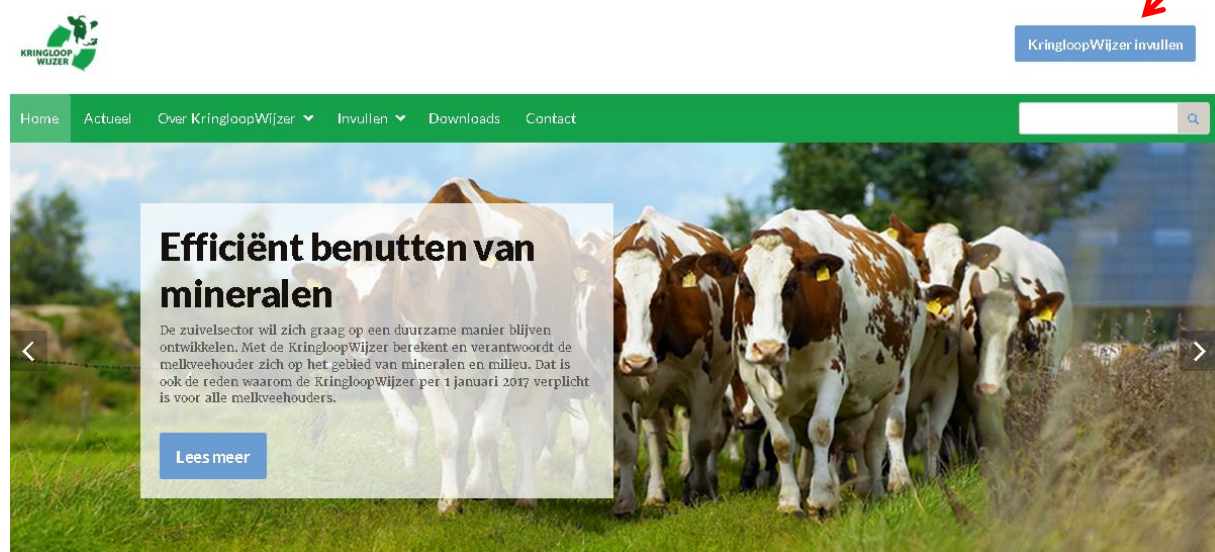 KRINGLOOP
WIJZER
KringloopWijzer invullen
Home Actueel Over KringloopWijzer Invullen Downloads Contact
Efficiënt benutten van
mineralen
De zuivelsector wil zich graag op een duurzame manier blijven
ontwikkelen. Met de KringloopWijzer berekent en verantwoordt de
melkveehouder zich op het gebied van mineralen en milieu. Dat is
ook de reden waarom de KringloopWijzer per 1 januari 2017 verplicht
is voor alle melkveehouders.
Lees meer